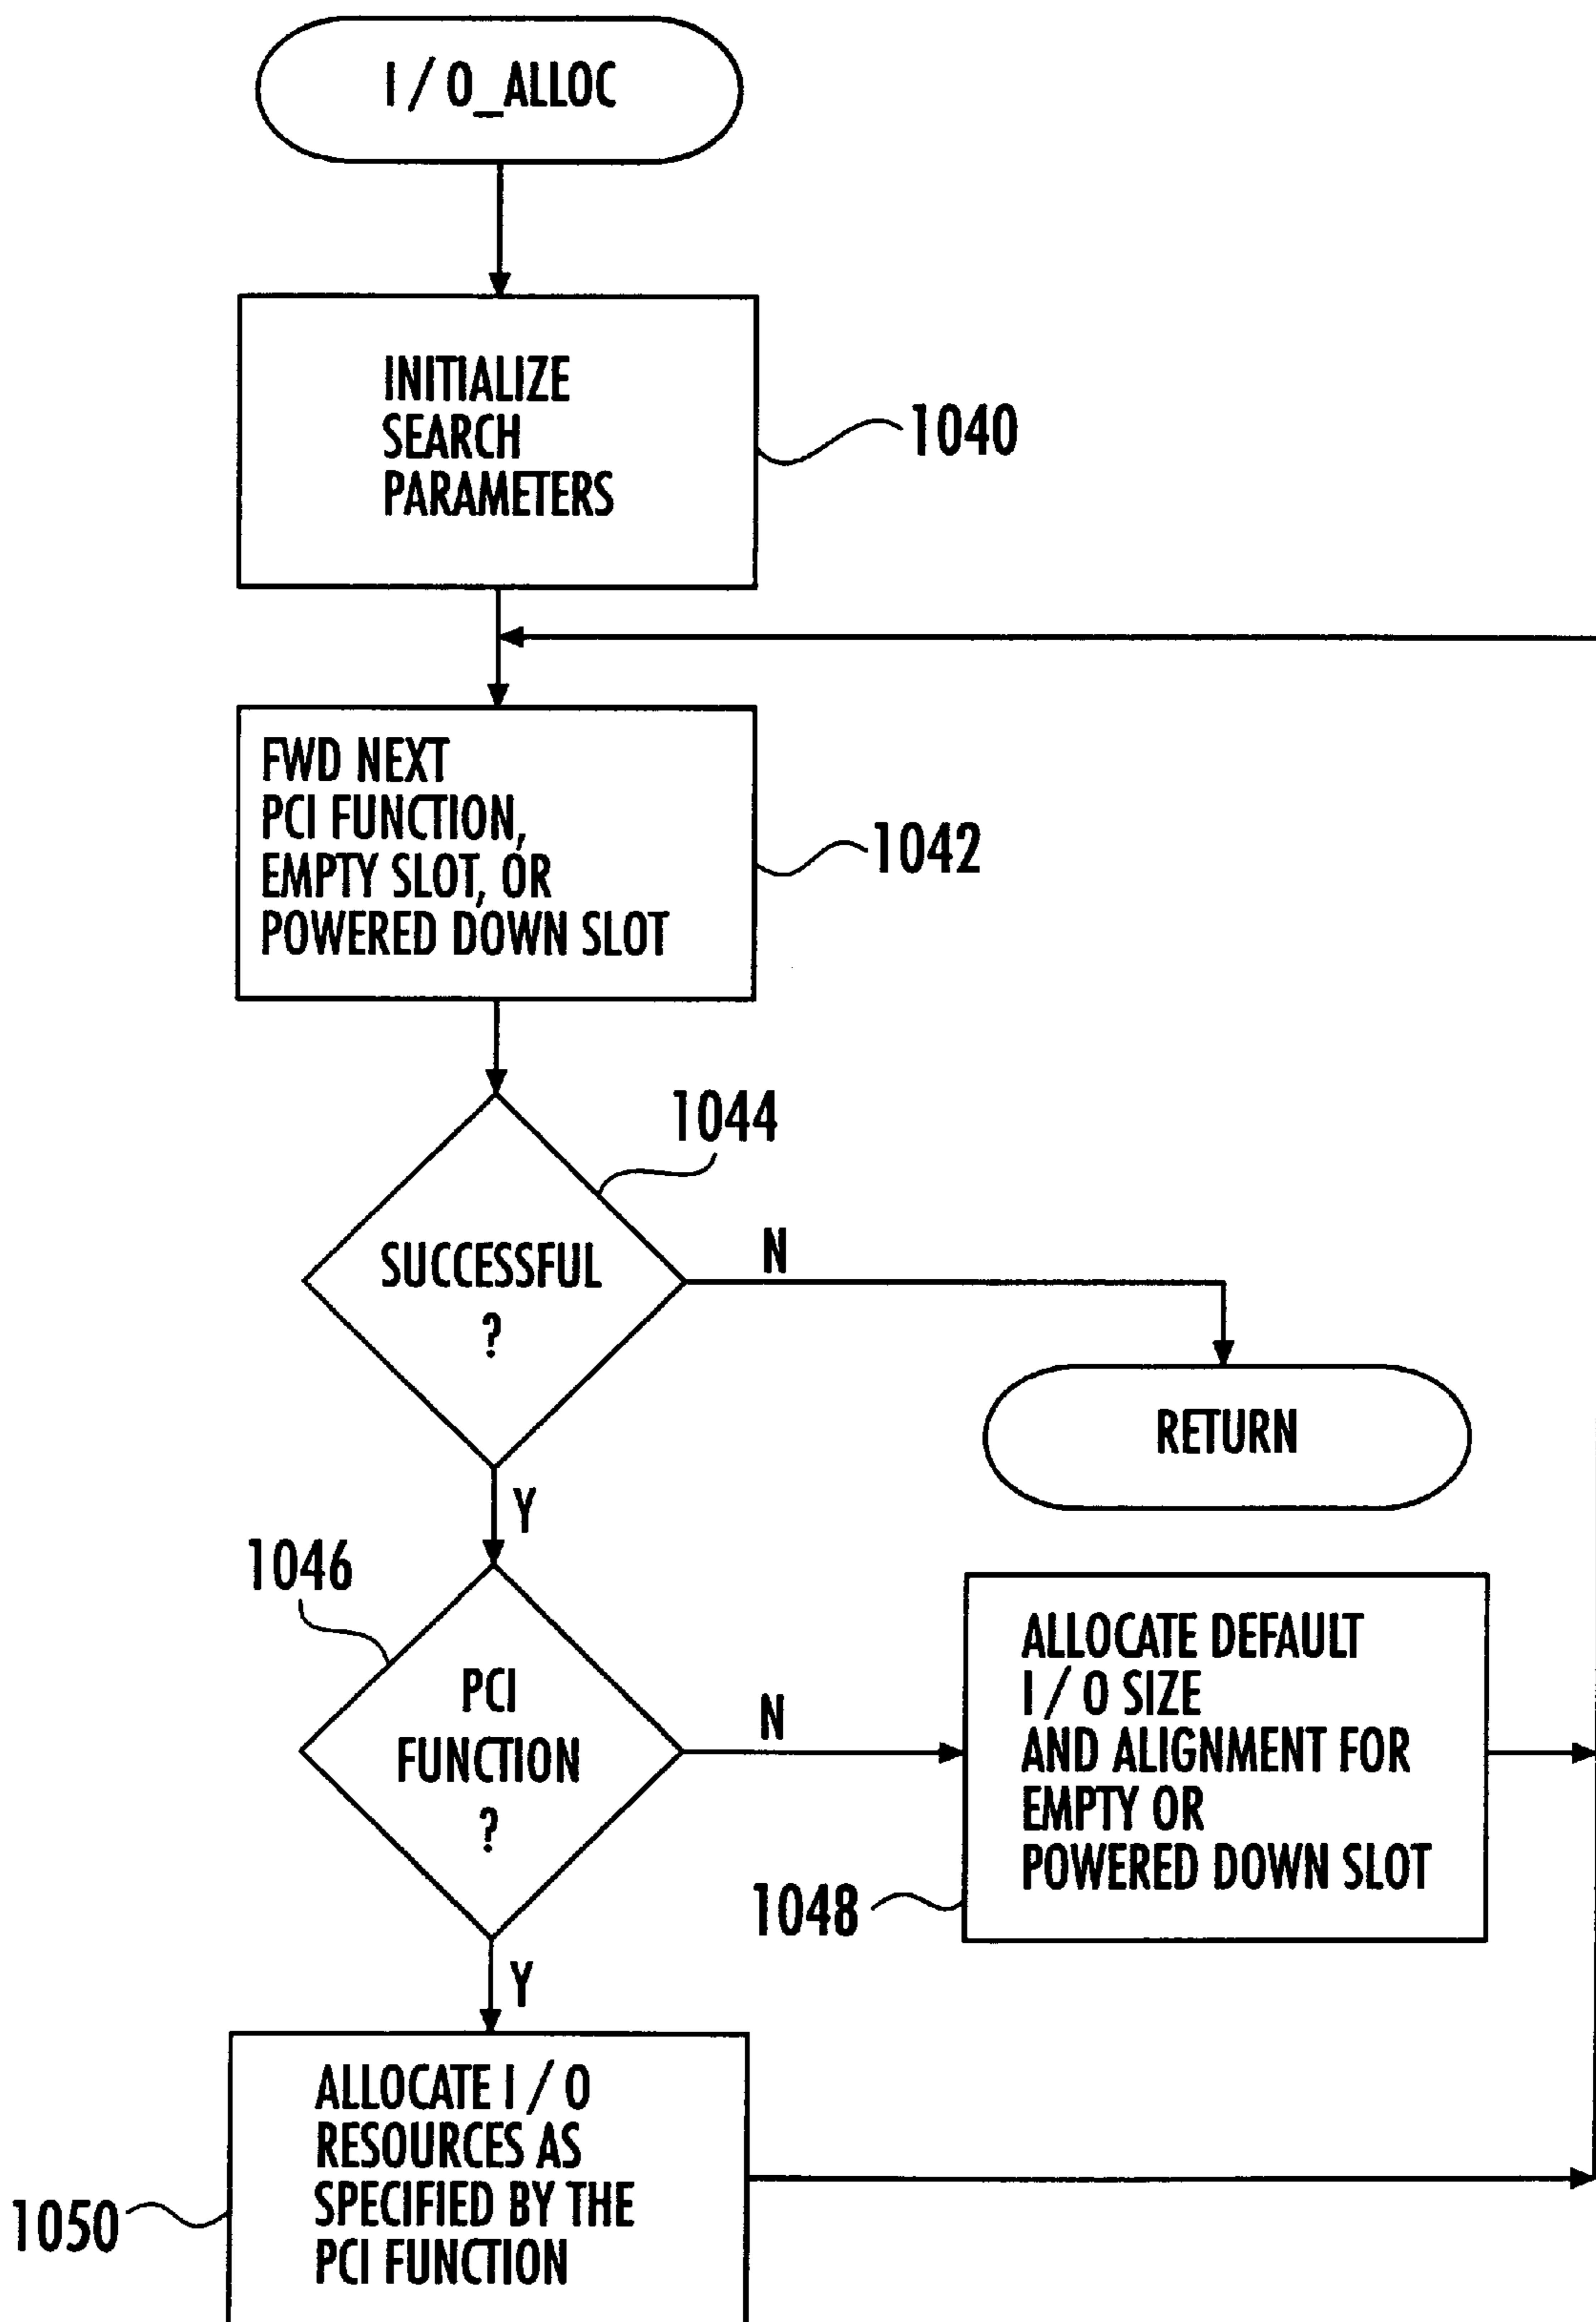 I / O_ALLOC
INITIALIZE
SEARCH
PARAMETERS
1040
FWD NEXT
PCI FUNCTION,
EMPTY SLOT, OR
POWERED DOWN SLOT
1042
1044
SUCCESSFUL
?
N
RETURN
Y
1046
PCI
FUNCTION
?
N
ALLOCATE DEFAULT
I / O SIZE
AND ALIGNMENT FOR
EMPTY OR
POWERED DOWN SLOT
1048
Y
ALLOCATE I / O
RESOURCES AS
SPECIFIED BY THE
PCI FUNCTION
1050